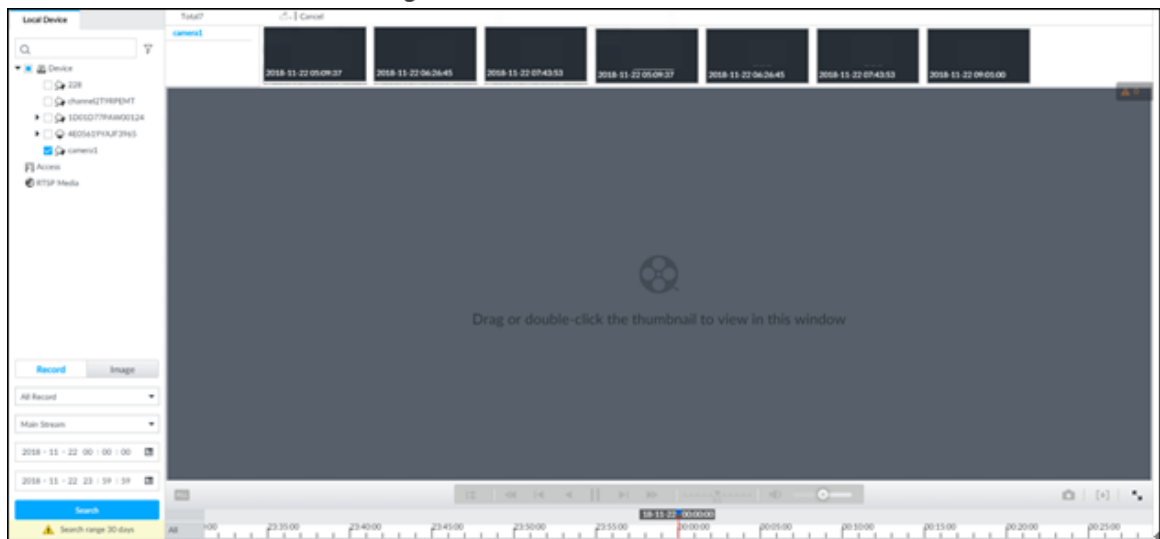 Local Device
Total7
Cancel
camera1
Device
228
1D01D77PAW00124
camera1
Access
RTSP Media
2018-11-22 05:09:37
2018-11-22 06:26:45
2018-11-22 07:43:53
2018-11-22 05:09:37
2018-11-22 06:26:45
2018-11-22 07:43:53
2018-11-22 09:01:00
0
Drag or double-click the thumbnail to view in this window
Record
Image
All Record
Main Stream
2018 - 11 - 22 00 : 00 : 00
2018 - 11 - 22 23 : 59 : 59
Search
Search range 30 days
18-11-22 00:00:00
All
23:35:00
23:40:00
23:45:00
23:50:00
23:55:00
00:00:00
00:05:00
00:10:00
00:15:00
00:20:00
00:25:00